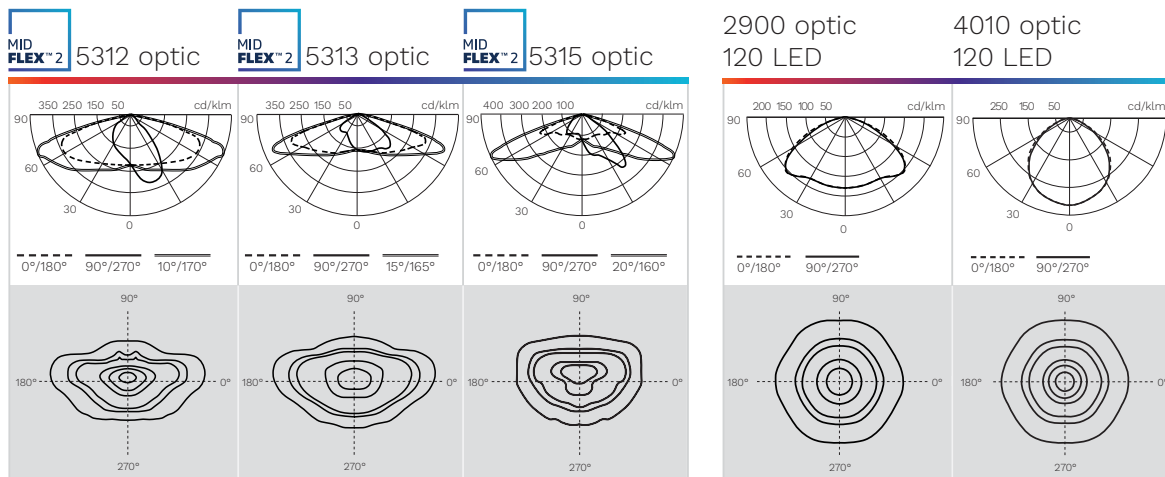 MID
FLEX™ 2
5312 optic
MID
FLEX™ 2
5313 optic
MID
FLEX™ 2
5315 optic
2900 optic
120 LED
4010 optic
120 LED
350 250 150 50 cd/klm
90
60
30
0
0°/180° 90°/270° 10°/170°
350 250 150 50 cd/klm
90
60
30
0
0°/180° 90°/270° 15°/165°
400 300 200 100 cd/klm
90
60
30
0
0°/180° 90°/270° 20°/160°
200 150 100 50 cd/klm
90
60
30
0
0°/180° 90°/270°
250 150 50 cd/klm
90
60
30
0
0°/180° 90°/270°
90°
180° 0°
270°
90°
180° 0°
270°
90°
180° 0°
270°
90°
180° 0°
270°
90°
180° 0°
270°